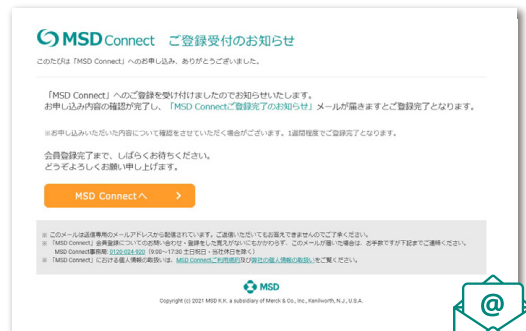 MSD Connect ご登録受付のお知らせ
このたびは「MSD Connect」へのお申し込み、ありがとうございました。
「MSD Connect」へのご登録を受け付けましたのでお知らせいたします。
お申し込み内容の確認が完了し、「MSD Connectご登録完了のお知らせ」メールが届きますとご登録完了となります。
※お申し込みいただいた内容について確認をさせていただく場合がございます。1週間程度でご登録完了となります。
会員登録完了まで、しばらくお待ちください。
どうぞよろしくお願い申し上げます。
MSD Connectへ >
※ このメールは送信専用のメールアドレスから配信されています。ご返信いただいてもお答えできませんのでご了承ください。
※ 「MSD Connect」会員登録についてのお問い合わせ・登録をした覚えがないにもかかわらず、このメールが届いた場合は、お手数ですが下記までご連絡ください。
MSD Connect事務局 0120-024-920（9:00～17:30 土日祝日・当社休日を除く）
※ 「MSD Connect」における個人情報の取扱いは、MSD Connectご利用規約及び弊社の個人情報の取扱いをご覧ください。
MSD
Copyright (c) 2021 MSD K.K. a subsidiary of Merck & Co., Inc., Kenilworth, N.J., U.S.A.
@